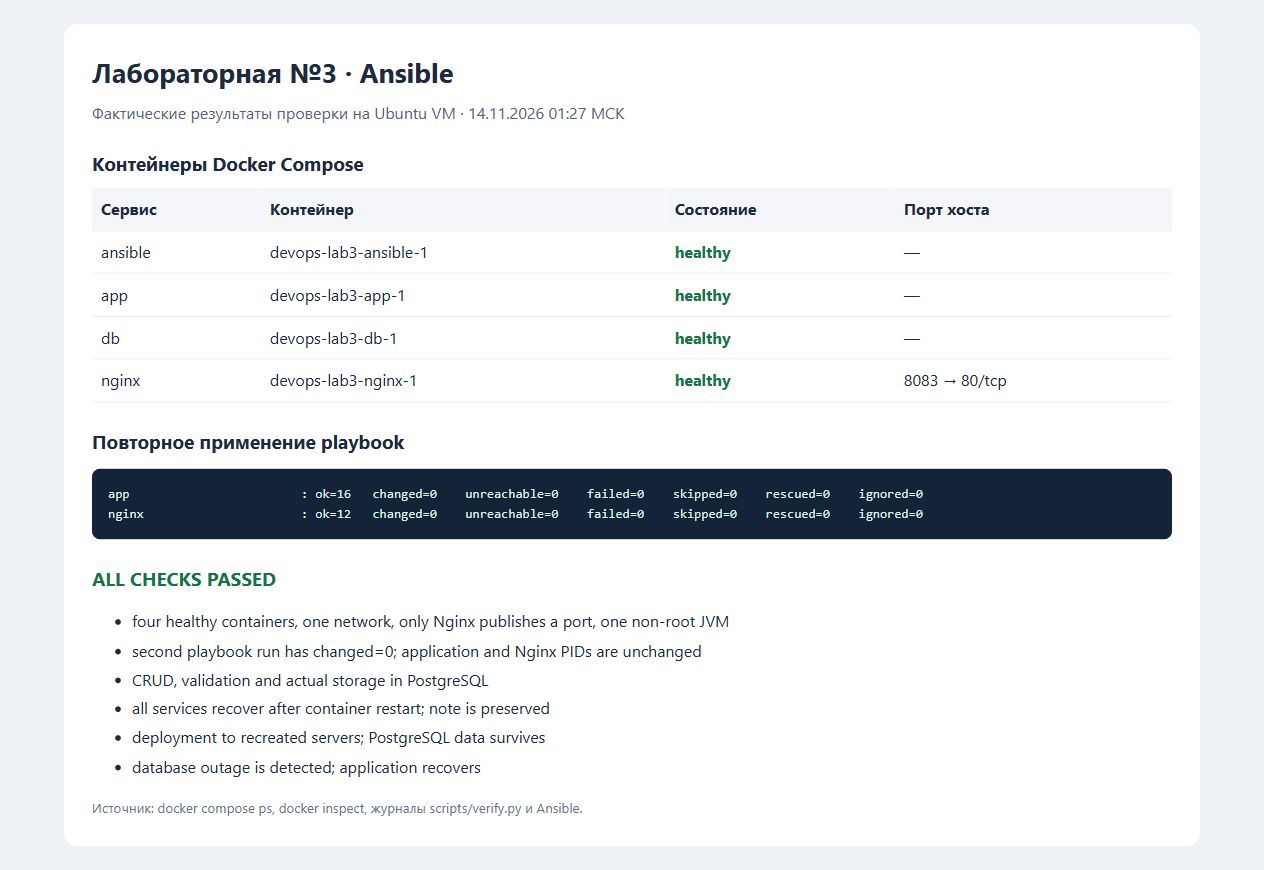 Лабораторная №3 · Ansible
Фактические результаты проверки на Ubuntu VM · 14.11.2026 01:27 МСК
Контейнеры Docker Compose
Сервис Контейнер Состояние Порт хоста
ansible devops-lab3-ansible-1 healthy —
app devops-lab3-app-1 healthy —
db devops-lab3-db-1 healthy —
nginx devops-lab3-nginx-1 healthy 8083 → 80/tcp
Повторное применение playbook
app : ok=16 changed=0 unreachable=0 failed=0 skipped=0 rescued=0 ignored=0
nginx : ok=12 changed=0 unreachable=0 failed=0 skipped=0 rescued=0 ignored=0
ALL CHECKS PASSED
• four healthy containers, one network, only Nginx publishes a port, one non-root JVM
• second playbook run has changed=0; application and Nginx PIDs are unchanged
• CRUD, validation and actual storage in PostgreSQL
• all services recover after container restart; note is preserved
• deployment to recreated servers; PostgreSQL data survives
• database outage is detected; application recovers
Источник: docker compose ps, docker inspect, журналы scripts/verify.py и Ansible.